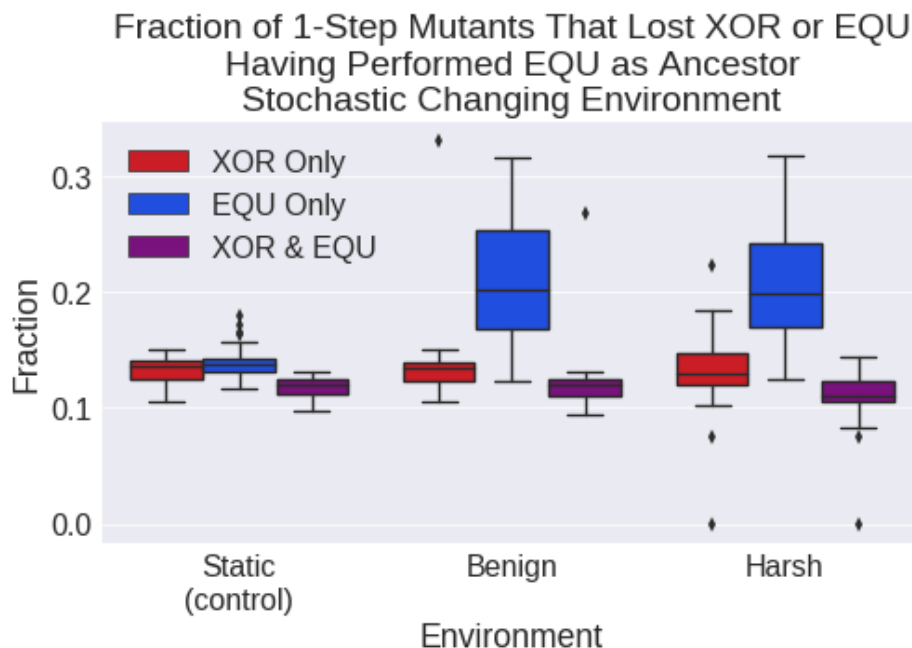 Fraction of 1-Step Mutants That Lost XOR or EQU
Having Performed EQU as Ancestor
Stochastic Changing Environment
XOR Only
EQU Only
XOR & EQU
0.3
0.2
0.1
0.0
Fraction
Static
(control)
Benign
Harsh
Environment